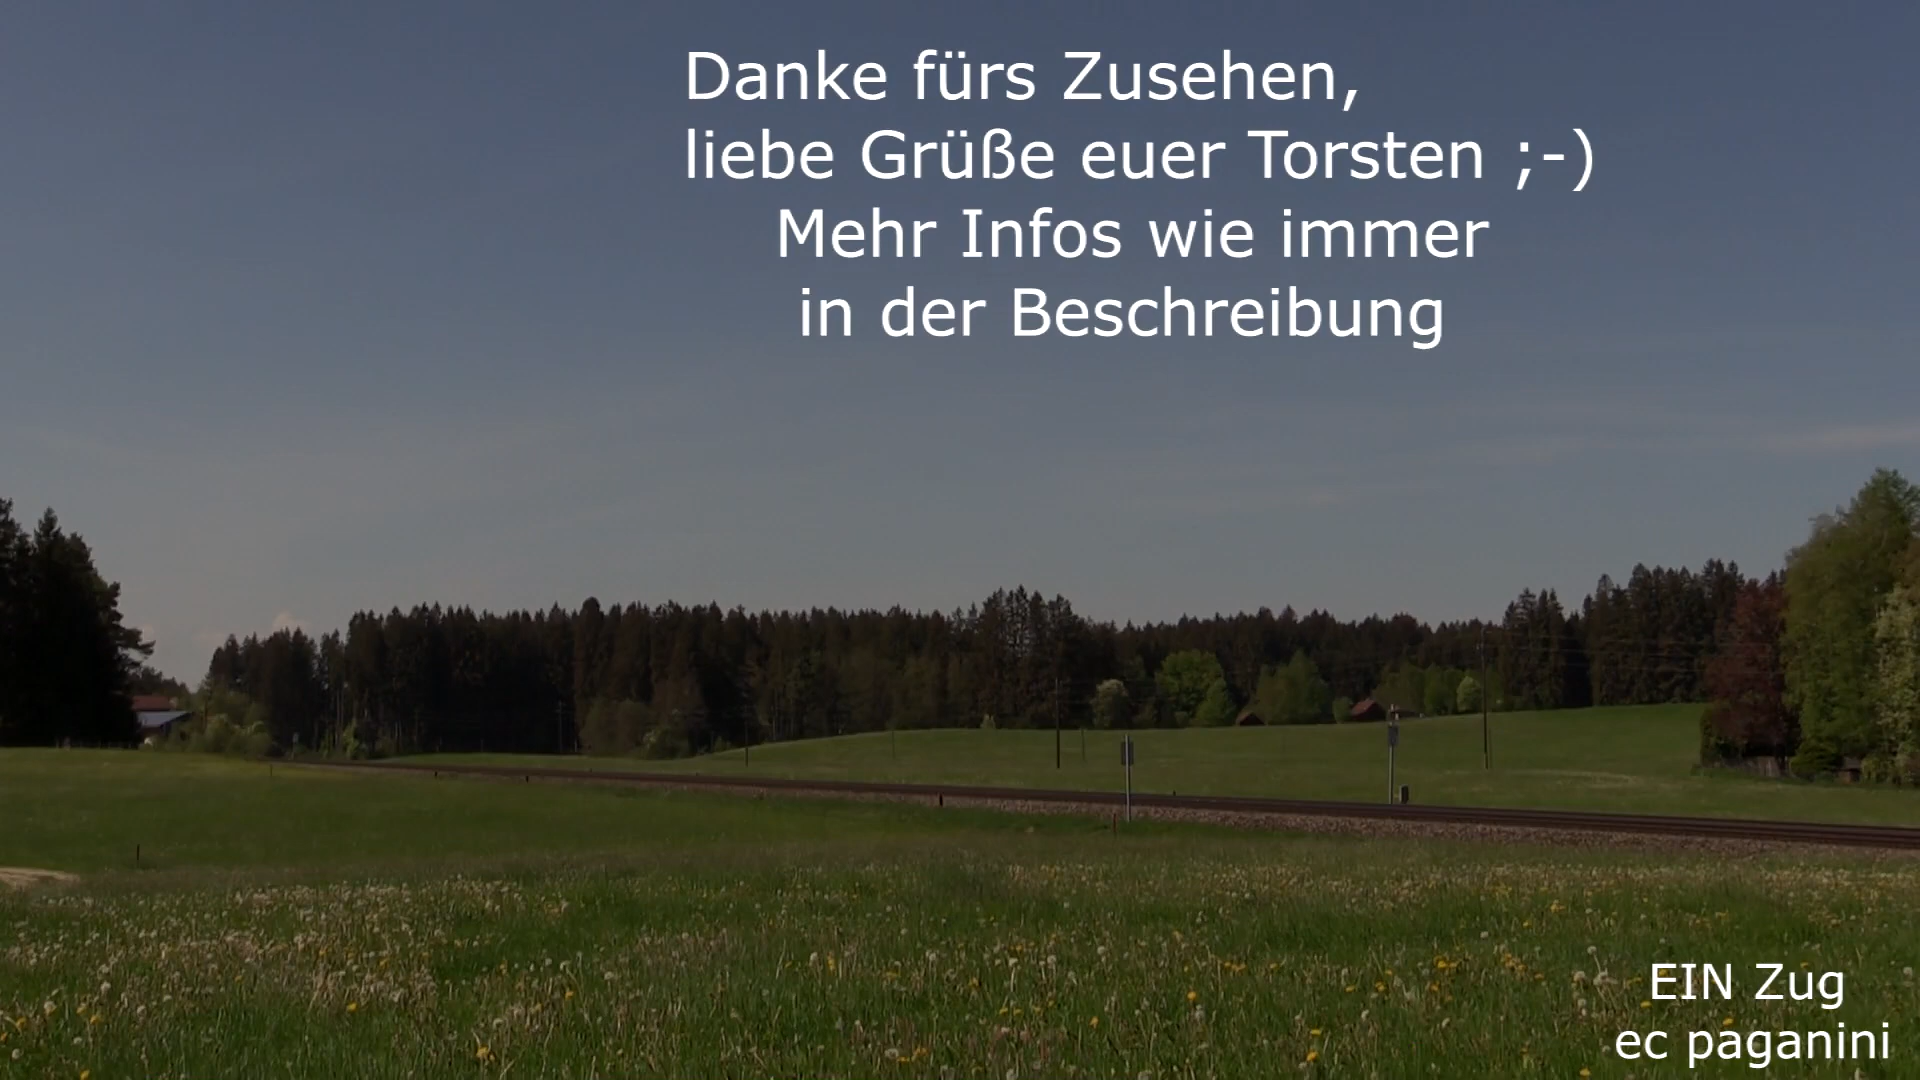 Danke fürs Zusehen,
liebe Grüße euer Torsten ;-)
Mehr Infos wie immer
in der Beschreibung
EIN Zug
ec paganini